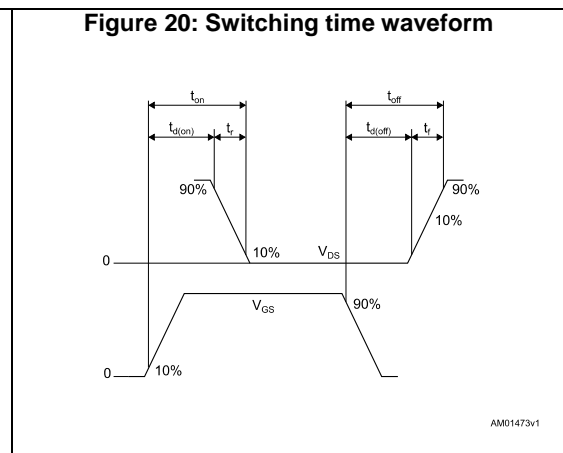 Figure 20: Switching time waveform
ton toff
td(on) tr td(off) tf
90% 90%
10%
0 10% VDS
VGS 90%
0 10%
AM01473v1